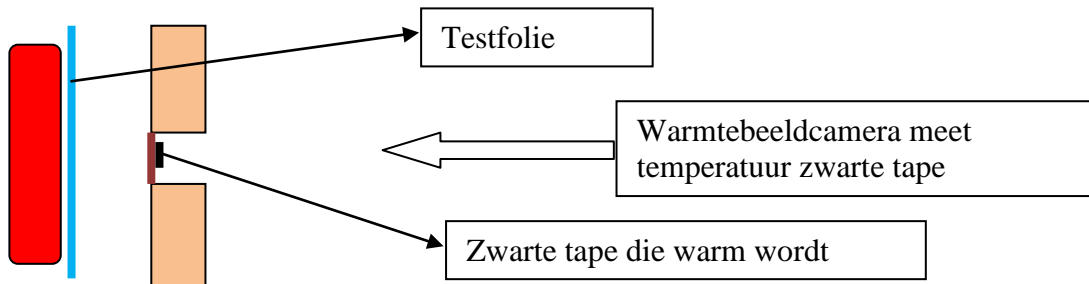 Testfolie
Warmtebeeldcamera meet
temperatuur zwarte tape
Zwarte tape die warm wordt